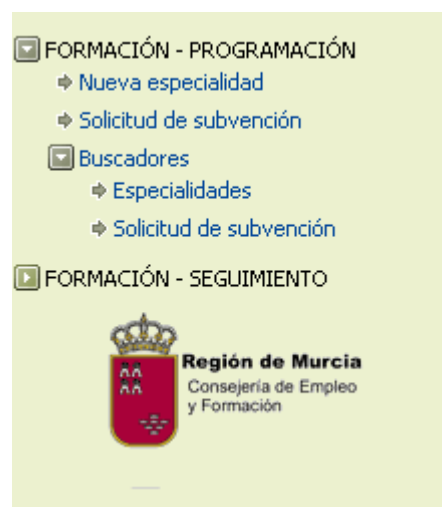 FORMACIÓN - PROGRAMACIÓN
Nueva especialidad
Solicitud de subvención
Buscadores
Especialidades
Solicitud de subvención
FORMACIÓN - SEGUIMIENTO
Región de Murcia
Consejería de Empleo
y Formación